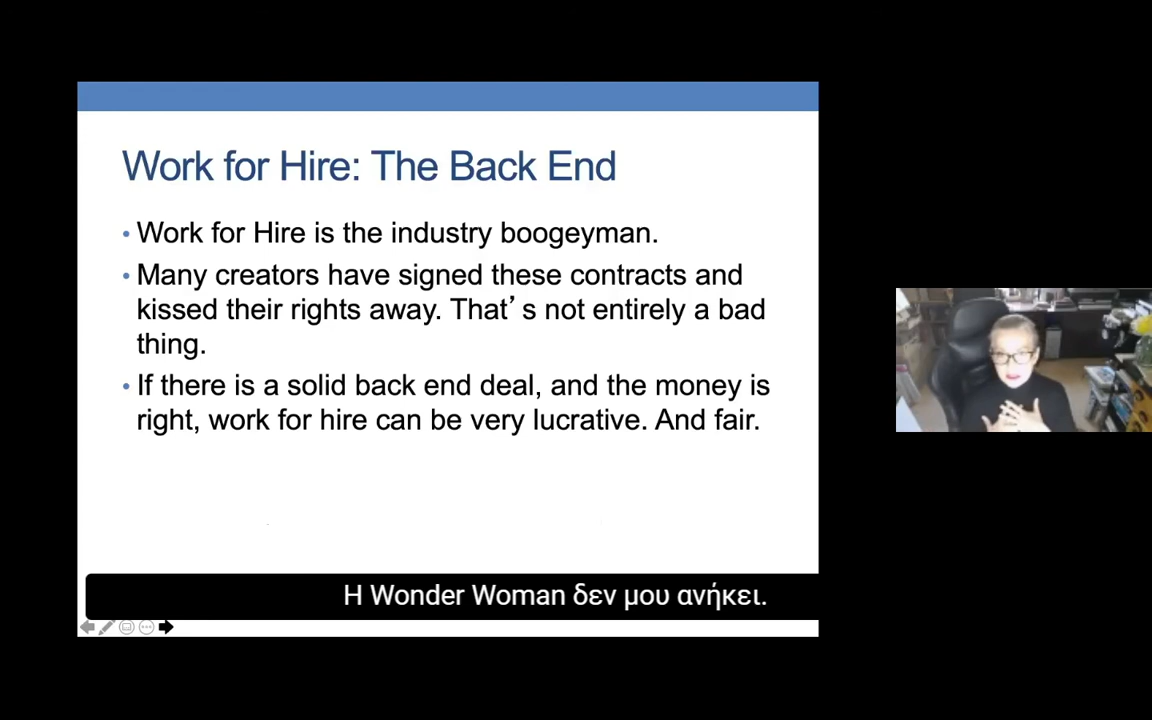 Work for Hire: The Back End
• Work for Hire is the industry boogeyman.
• Many creators have signed these contracts and
kissed their rights away. That’s not entirely a bad
thing.
• If there is a solid back end deal, and the money is
right, work for hire can be very lucrative. And fair.
Η Wonder Woman δεν μου ανήκει.